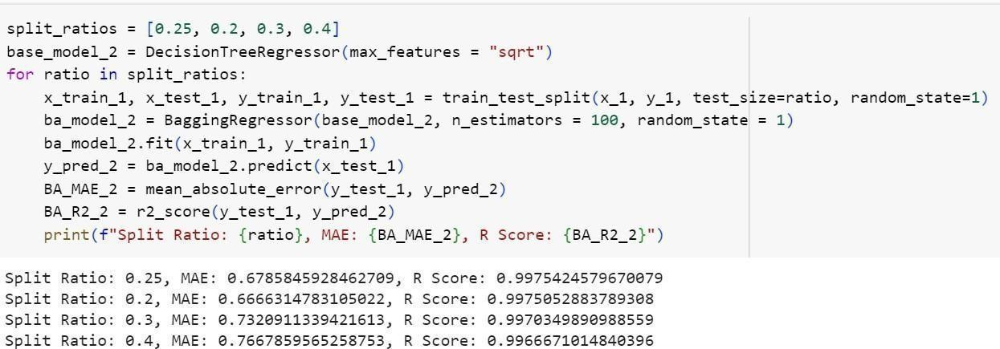 split_ratios = [0.25, 0.2, 0.3, 0.4]
base_model_2 = DecisionTreeRegressor(max_features = "sqrt")
for ratio in split_ratios:
    x_train_1, x_test_1, y_train_1, y_test_1 = train_test_split(x_1, y_1, test_size=ratio, random_state=1)
    ba_model_2 = BaggingRegressor(base_model_2, n_estimators = 100, random_state = 1)
    ba_model_2.fit(x_train_1, y_train_1)
    y_pred_2 = ba_model_2.predict(x_test_1)
    BA_MAE_2 = mean_absolute_error(y_test_1, y_pred_2)
    BA_R2_2 = r2_score(y_test_1, y_pred_2)
    print(f"Split Ratio: {ratio}, MAE: {BA_MAE_2}, R Score: {BA_R2_2}")
Split Ratio: 0.25, MAE: 0.6785845928462709, R Score: 0.9975424579670079
Split Ratio: 0.2, MAE: 0.6666314783105022, R Score: 0.9975052883789308
Split Ratio: 0.3, MAE: 0.7320911339421613, R Score: 0.9970349890988559
Split Ratio: 0.4, MAE: 0.7667859565258753, R Score: 0.9966671014840396